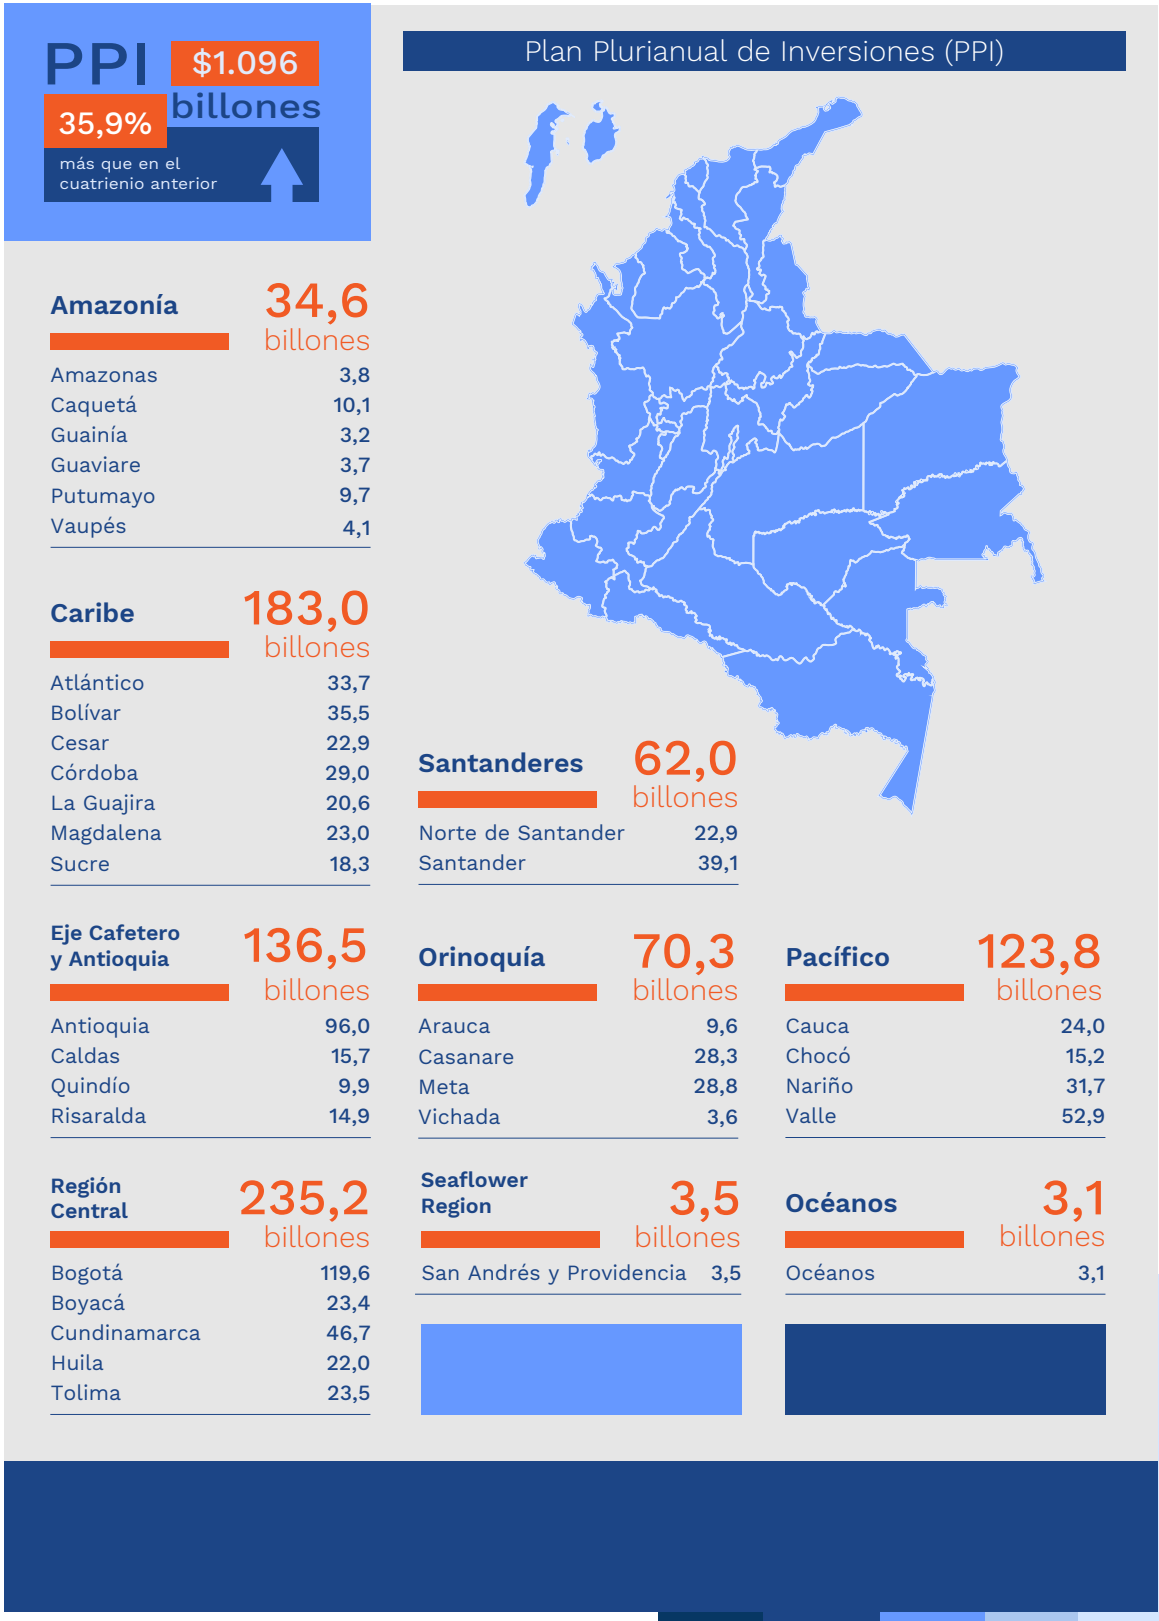 PPI
$1.096
billones
35,9%
más que en el
cuatrienio anterior
Plan Plurianual de Inversiones (PPI)
Amazonía
34,6
billones
Amazonas 3,8
Caquetá 10,1
Guainía 3,2
Guaviare 3,7
Putumayo 9,7
Vaupés 4,1
Caribe
183,0
billones
Atlántico 33,7
Bolívar 35,5
Cesar 22,9
Córdoba 29,0
La Guajira 20,6
Magdalena 23,0
Sucre 18,3
Santanderes
62,0
billones
Norte de Santander 22,9
Santander 39,1
Eje Cafetero
y Antioquia
136,5
billones
Antioquia 96,0
Caldas 15,7
Quindío 9,9
Risaralda 14,9
Orinoquía
70,3
billones
Arauca 9,6
Casanare 28,3
Meta 28,8
Vichada 3,6
Pacífico
123,8
billones
Cauca 24,0
Chocó 15,2
Nariño 31,7
Valle 52,9
Región
Central
235,2
billones
Bogotá 119,6
Boyacá 23,4
Cundinamarca 46,7
Huila 22,0
Tolima 23,5
Seaflower
Region
3,5
billones
San Andrés y Providencia 3,5
Océanos
3,1
billones
Océanos 3,1